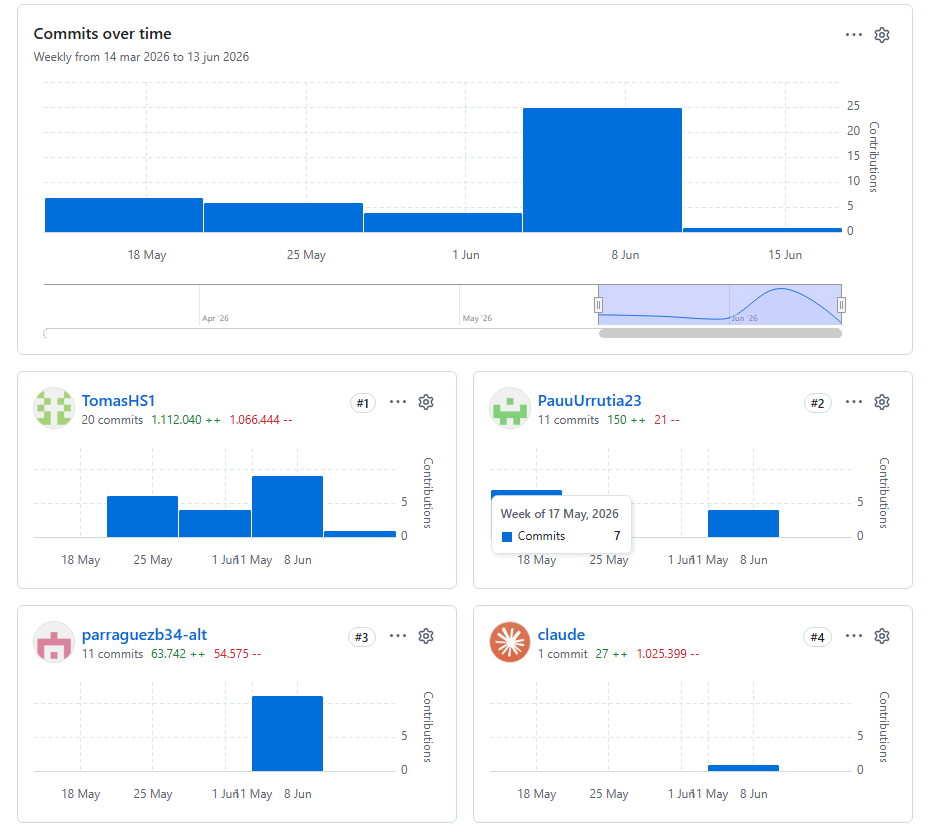 Commits over time
Weekly from 14 mar 2026 to 13 jun 2026
25
20
15
10
5
0
Contributions
18 May
25 May
1 Jun
8 Jun
15 Jun
Apr '26
May '26
Jun '26
TomasHS1
#1
20 commits 1.112.040 ++ 1.066.444 --
Contributions
5
0
18 May
25 May
1 Jun
11 May
8 Jun
PauuUrrutia23
#2
11 commits 150 ++ 21 --
Contributions
5
0
Week of 17 May, 2026
Commits 7
18 May
25 May
1 Jun
11 May
8 Jun
parraguezb34-alt
#3
11 commits 63.742 ++ 54.575 --
Contributions
5
0
18 May
25 May
1 Jun
11 May
8 Jun
claude
#4
1 commit 27 ++ 1.025.399 --
Contributions
5
0
18 May
25 May
1 Jun
11 May
8 Jun